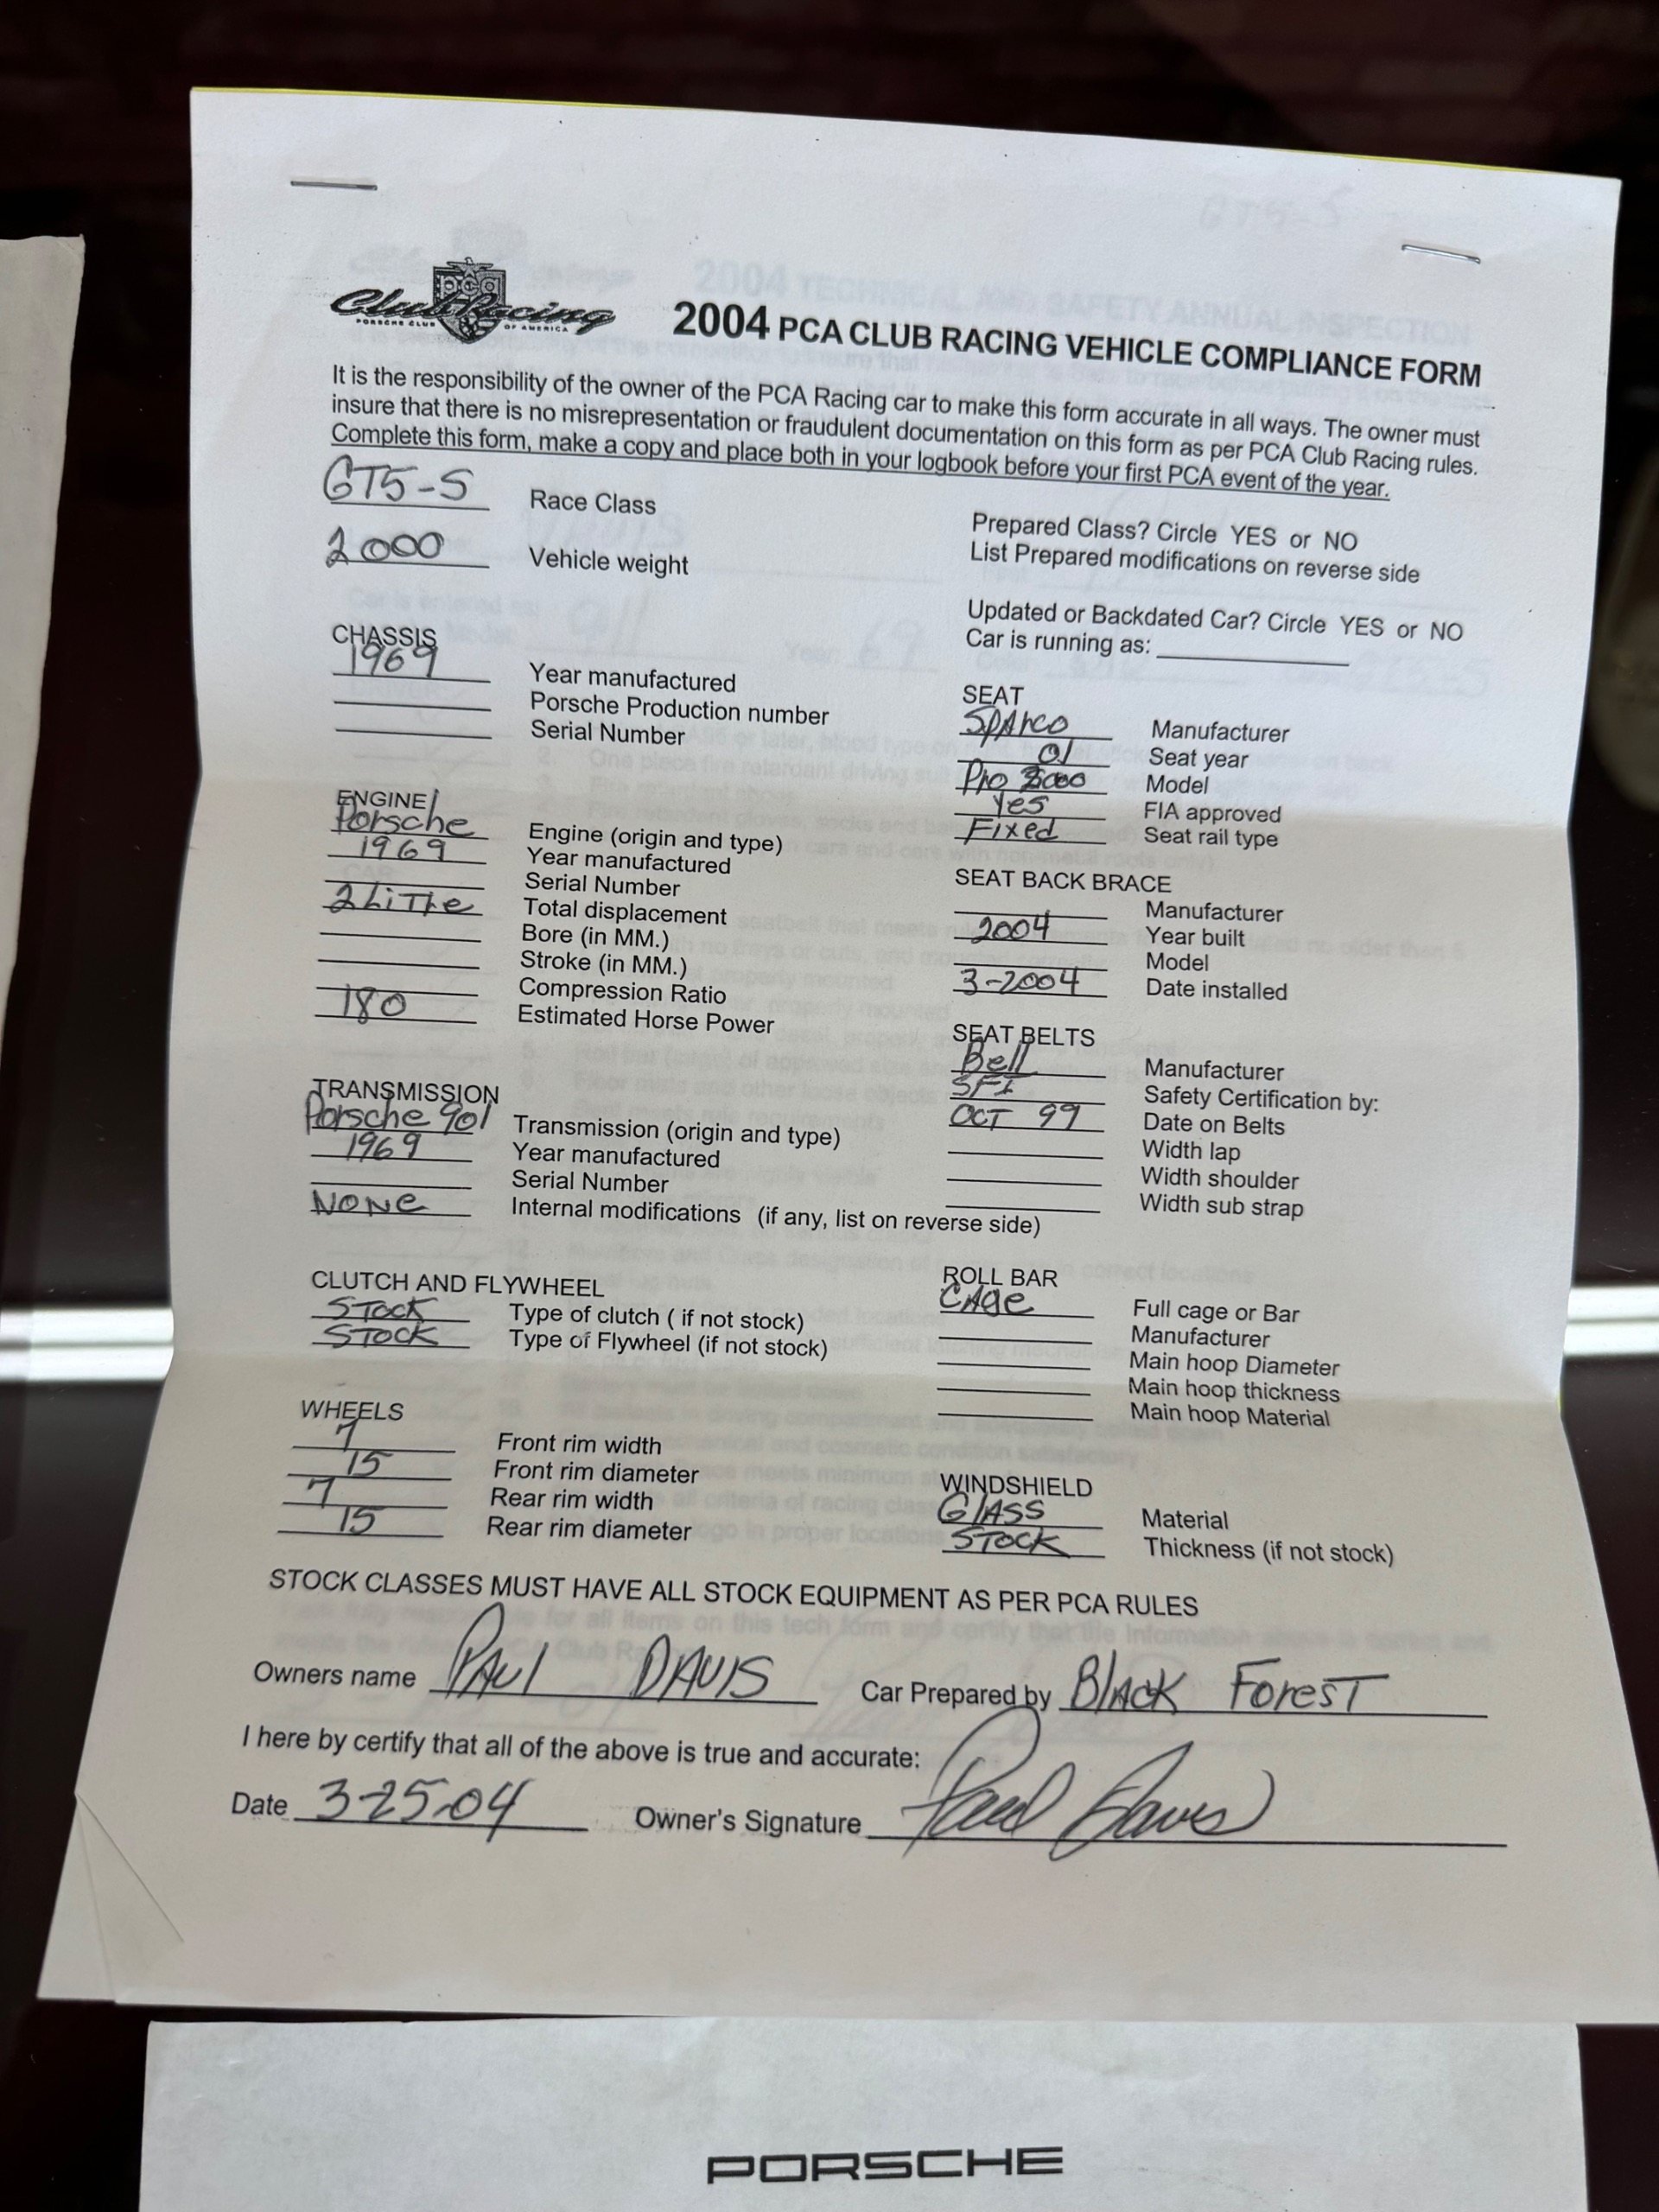 pca
Club Racing
PORSCHE CLUB OF AMERICA
2004 PCA CLUB RACING VEHICLE COMPLIANCE FORM
It is the responsibility of the owner of the PCA Racing car to make this form accurate in all ways. The owner must
insure that there is no misrepresentation or fraudulent documentation on this form as per PCA Club Racing rules.
Complete this form, make a copy and place both in your logbook before your first PCA event of the year.
GT5-S Race Class
2000 Vehicle weight
CHASSIS
1969 Year manufactured
Porsche Production number
Serial Number
ENGINE
Porsche Engine (origin and type)
1969 Year manufactured
Serial Number
2 LiTre Total displacement
Bore (in MM.)
Stroke (in MM.)
Compression Ratio
180 Estimated Horse Power
TRANSMISSION
Porsche 901 Transmission (origin and type)
1969 Year manufactured
Serial Number
NONe Internal modifications (if any, list on reverse side)
CLUTCH AND FLYWHEEL
STOCK Type of clutch ( if not stock)
STOCK Type of Flywheel (if not stock)
WHEELS
7 Front rim width
15 Front rim diameter
7 Rear rim width
15 Rear rim diameter
Prepared Class? Circle YES or NO
List Prepared modifications on reverse side
Updated or Backdated Car? Circle YES or NO
Car is running as:
SEAT
SPArco Manufacturer
01 Seat year
Pro 2000 Model
Yes FIA approved
Fixed Seat rail type
SEAT BACK BRACE
Manufacturer
2004 Year built
Model
3-2004 Date installed
SEAT BELTS
Bell Manufacturer
SFI Safety Certification by:
OCT 99 Date on Belts
Width lap
Width shoulder
Width sub strap
ROLL BAR
CAge Full cage or Bar
Manufacturer
Main hoop Diameter
Main hoop thickness
Main hoop Material
WINDSHIELD
GlASS Material
STOCK Thickness (if not stock)
STOCK CLASSES MUST HAVE ALL STOCK EQUIPMENT AS PER PCA RULES
Owners name PAUl DAVIS Car Prepared by BlAcK ForesT
I here by certify that all of the above is true and accurate:
Date 3-25-04 Owner's Signature Paul Davis
PORSCHE